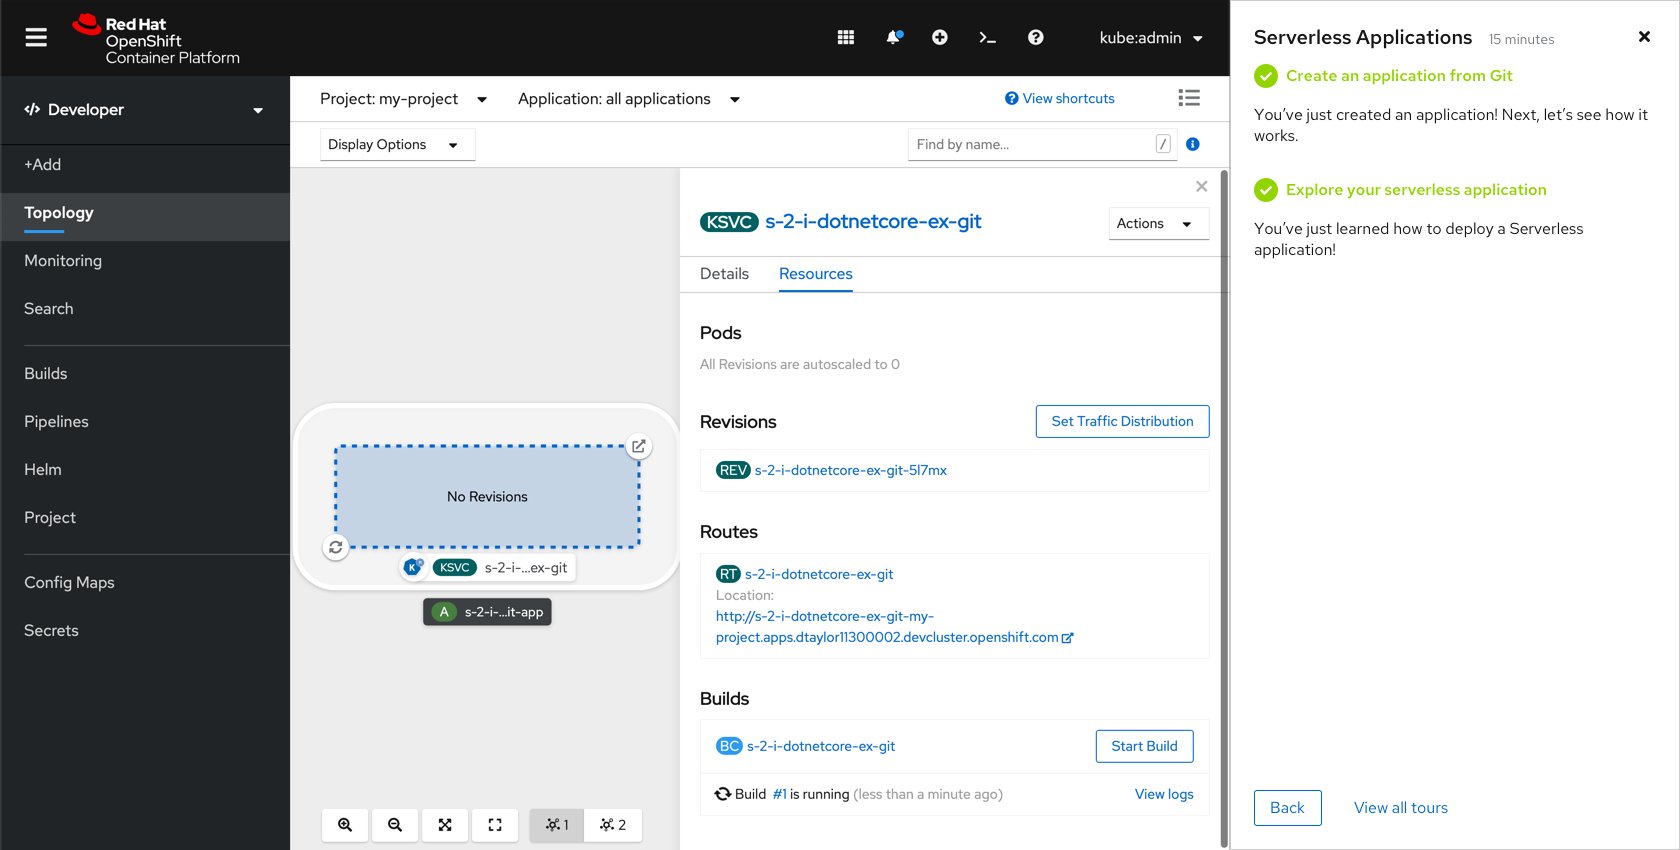 Red Hat
OpenShift
Container Platform
kube:admin
Developer
+Add
Topology
Monitoring
Search
Builds
Pipelines
Helm
Project
Config Maps
Secrets
Project: my-project
Application: all applications
View shortcuts
Display Options
Find by name...
/
No Revisions
KSVC s-2-i-...ex-git
A s-2-i-...it-app
1
2
KSVC s-2-i-dotnetcore-ex-git
Actions
Details
Resources
Pods
All Revisions are autoscaled to 0
Revisions
Set Traffic Distribution
REV s-2-i-dotnetcore-ex-git-5l7mx
Routes
RT s-2-i-dotnetcore-ex-git
Location:
http://s-2-i-dotnetcore-ex-git-my-
project.apps.dtaylor11300002.devcluster.openshift.com
Builds
BC s-2-i-dotnetcore-ex-git
Start Build
Build #1 is running (less than a minute ago)
View logs
Serverless Applications 15 minutes
Create an application from Git
You’ve just created an application! Next, let’s see how it
works.
Explore your serverless application
You’ve just learned how to deploy a Serverless
application!
Back
View all tours